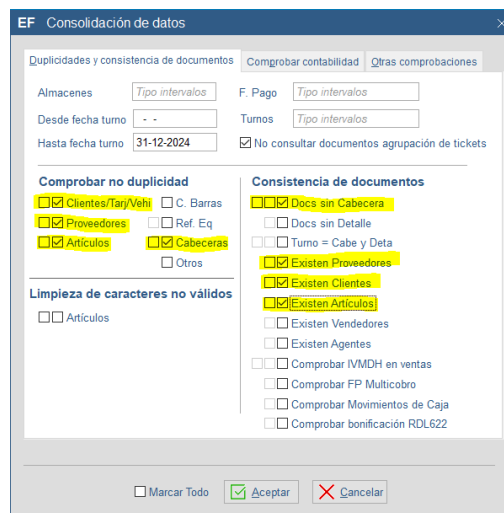 EF Consolidación de datos
Duplicidades y consistencia de documentos Comprobar contabilidad Otras comprobaciones
Almacenes Tipo intervalos F. Pago Tipo intervalos
Desde fecha turno - - Turnos Tipo intervalos
Hasta fecha turno 31-12-2024 No consultar documentos agrupación de tickets
Comprobar no duplicidad Consistencia de documentos
Clientes/Tarj/Vehi C. Barras Docs sin Cabecera
Proveedores Ref. Eq Docs sin Detalle
Artículos Cabeceras Turno = Cabe y Deta
Otros Existen Proveedores
Limpieza de caracteres no válidos Existen Clientes
Artículos Existen Artículos
Existen Vendedores
Existen Agentes
Comprobar IVMDH en ventas
Comprobar FP Multicobro
Comprobar Movimientos de Caja
Comprobar bonificación RDL622
Marcar Todo Aceptar Cancelar